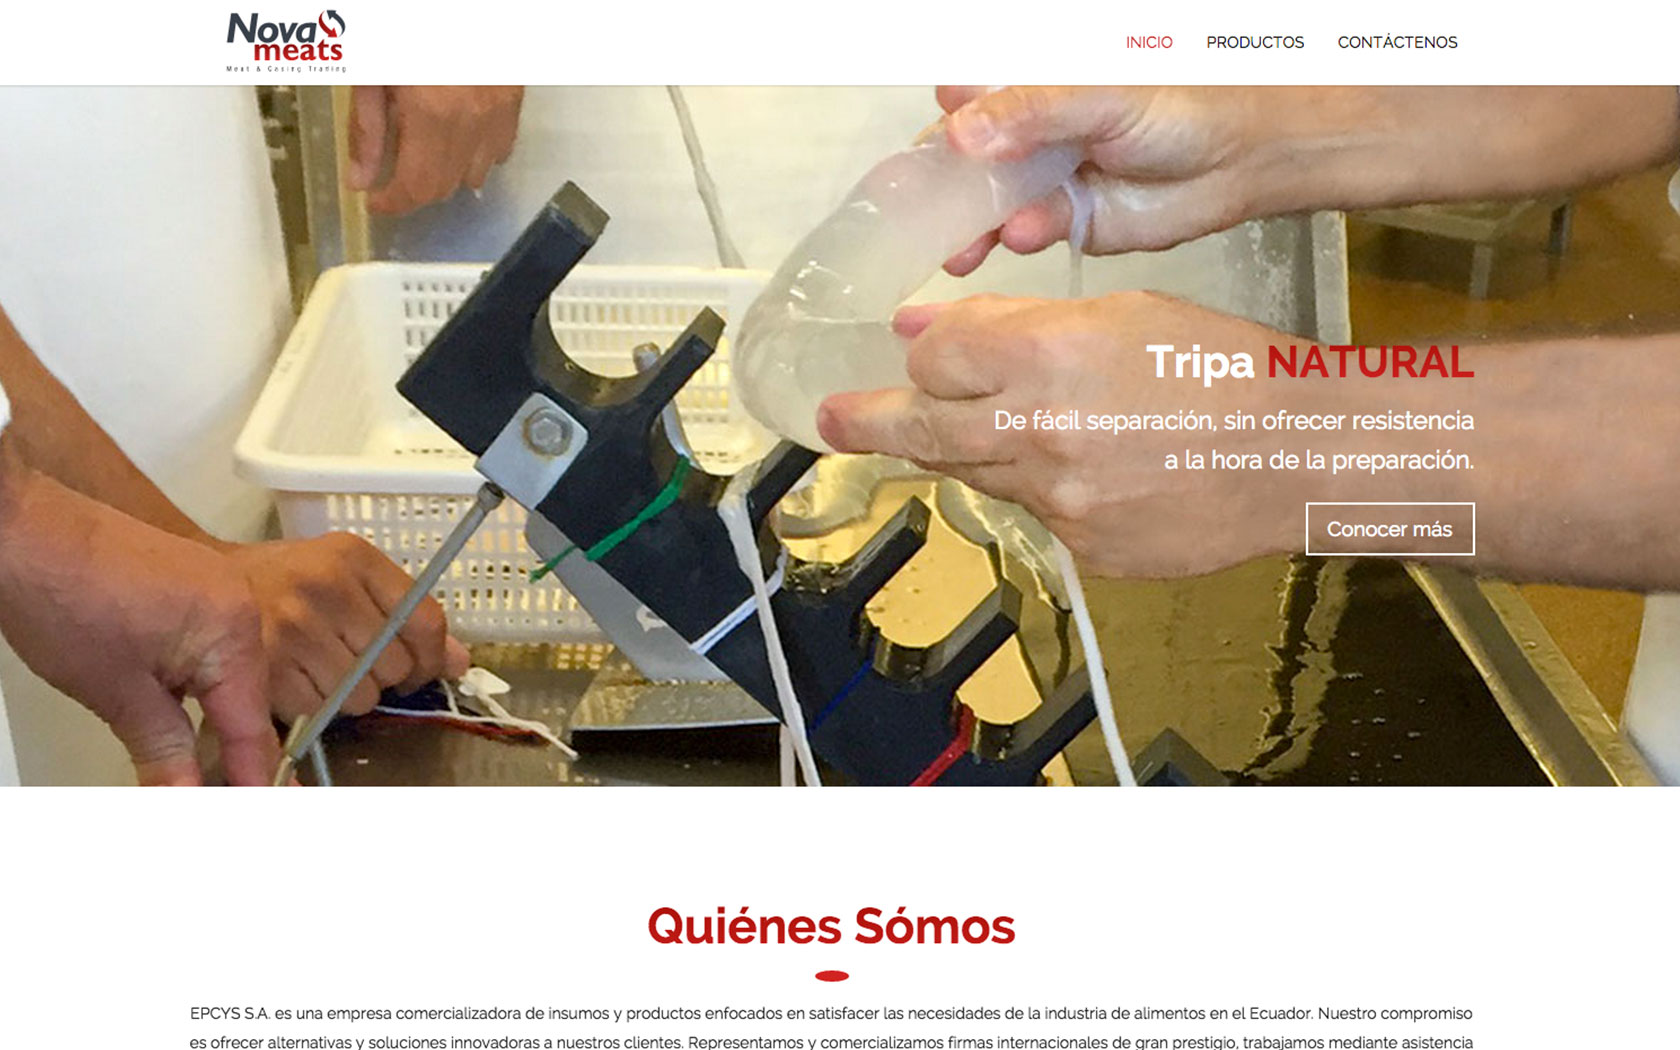 Nova
meats
Meat & Casing Trading
INICIO PRODUCTOS CONTÁCTENOS
Tripa NATURAL
De fácil separación, sin ofrecer resistencia
a la hora de la preparación.
Conocer más
Quiénes Sómos
EPCYS S.A. es una empresa comercializadora de insumos y productos enfocados en satisfacer las necesidades de la industria de alimentos en el Ecuador. Nuestro compromiso
es ofrecer alternativas y soluciones innovadoras a nuestros clientes. Representamos y comercializamos firmas internacionales de gran prestigio, trabajamos mediante asistencia